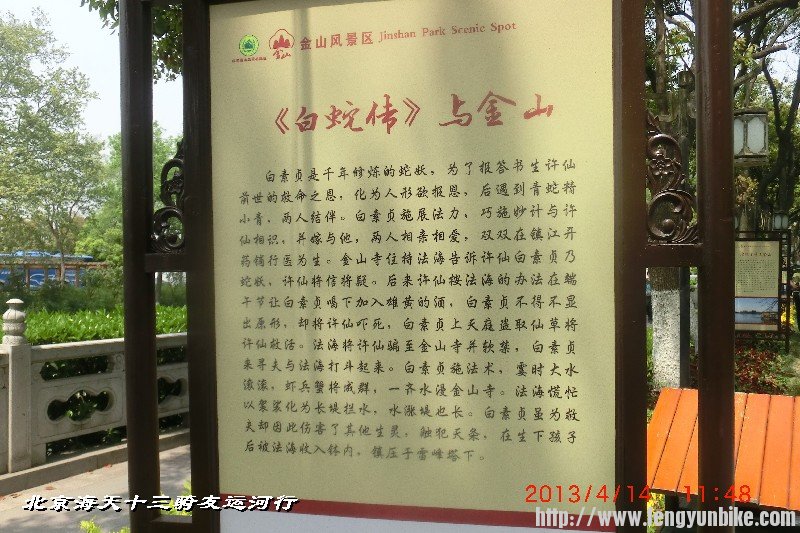 金山风景区 Jinshan Park Scenic Spot
《白蛇传》与金山
白素贞是千年修炼的蛇妖，为了报答书生许仙
前世的救命之恩，化为人形欲报恩，后遇到青蛇精
小青，两人结伴。白素贞施展法力，巧施妙计与许
仙相识，并嫁与他，两人相亲相爱，双双在镇江开
药铺行医为生。金山寺住持法海告诉许仙白素贞乃
蛇妖，许仙将信将疑。后来许仙按法海的办法在端
午节让白素贞喝下加入雄黄的酒，白素贞不得不显
出原形，却将许仙吓死，白素贞上天庭盗取仙草将
许仙救活。法海将许仙骗至金山寺并软禁，白素贞
来寻夫与法海打斗起来。白素贞施法术，霎时大水
滚滚，虾兵蟹将成群，一齐水漫金山寺。法海慌忙
以袈裟化为长堤拦水，水涨堤也长。白素贞虽为救
夫却因此伤害了其他生灵，触犯天条，在生下孩子
后被法海收入钵内，镇压于雷峰塔下。
北京海天十三骑友运河行
2013/4/14 11:48
http://www.fengyunbike.com